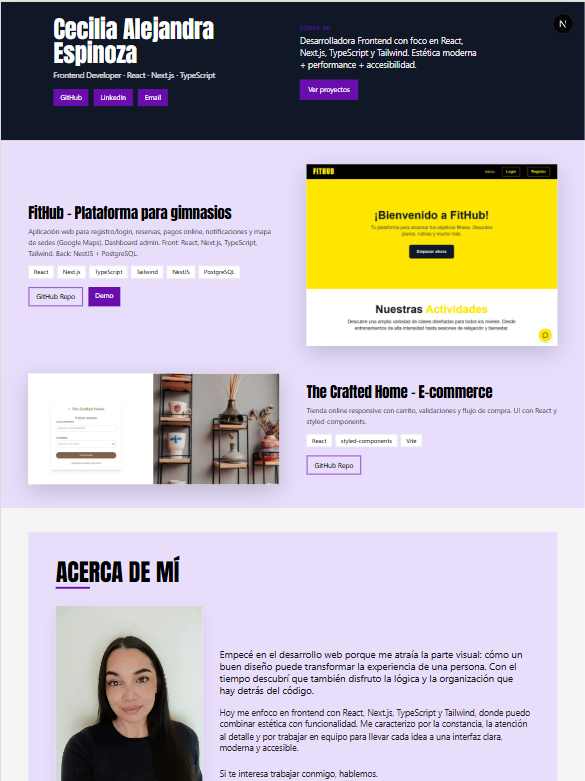 Cecilia Alejandra
Espinoza
Frontend Developer · React · Next.js · TypeScript
GitHub
LinkedIn
Email
SOBRE MÍ
Desarrolladora Frontend con foco en React,
Next.js, TypeScript y Tailwind. Estética moderna
+ performance + accesibilidad.
Ver proyectos
N
FitHub - Plataforma para gimnasios
Aplicación web para registro/login, reservas, pagos online, notificaciones y mapa
de sedes (Google Maps). Dashboard admin. Front: React, Next.js, TypeScript,
Tailwind. Back: NestJS + PostgreSQL.
React
Next.js
TypeScript
Tailwind
NestJS
PostgreSQL
GitHub Repo
Demo
FITHUB
Inicio
Login
Register
¡Bienvenido a FitHub!
Tu plataforma para alcanzar tus objetivos fitness. Descubre
planes, rutinas y mucho más.
Empezar ahora
Nuestras Actividades
Descubre una amplia variedad de clases diseñadas para todos los niveles. Desde
entrenamientos de alta intensidad hasta sesiones de relajación y bienestar.
The Crafted Home
The Crafted Home - E-commerce
Tienda online responsive con carrito, validaciones y flujo de compra. UI con React y
styled-components.
React
styled-components
Vite
GitHub Repo
ACERCA DE MÍ
Empecé en el desarrollo web porque me atraía la parte visual: cómo un
buen diseño puede transformar la experiencia de una persona. Con el
tiempo descubrí que también disfruto la lógica y la organización que
hay detrás del código.
Hoy me enfoco en frontend con React, Next.js, TypeScript y Tailwind, donde puedo
combinar estética con funcionalidad. Me caracterizo por la constancia, la atención
al detalle y por trabajar en equipo para llevar cada idea a una interfaz clara,
moderna y accesible.
Si te interesa trabajar conmigo, hablemos.